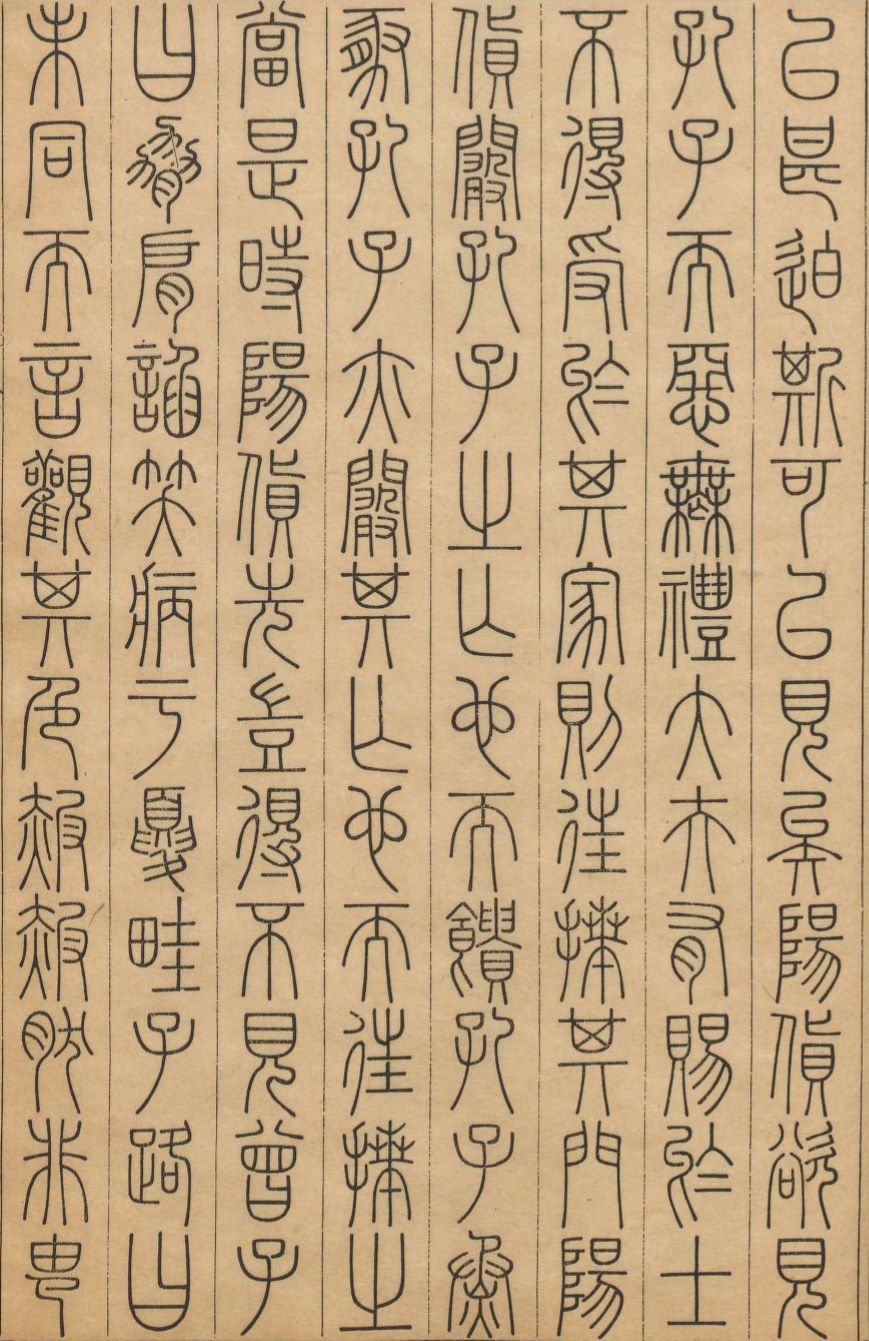 已甚迫斯可以見矣陽貨欲見
孔子而惡無禮大夫有賜於士
不得受於其家則往拜其門陽
貨闞孔子之亡也而饋孔子蒸
豚孔子亦闞其亡也而往拜之
當是時陽貨先豈得不見曾子
曰脅肩諂笑病于夏畦子路曰
未同而言觀其色赧赧然非由